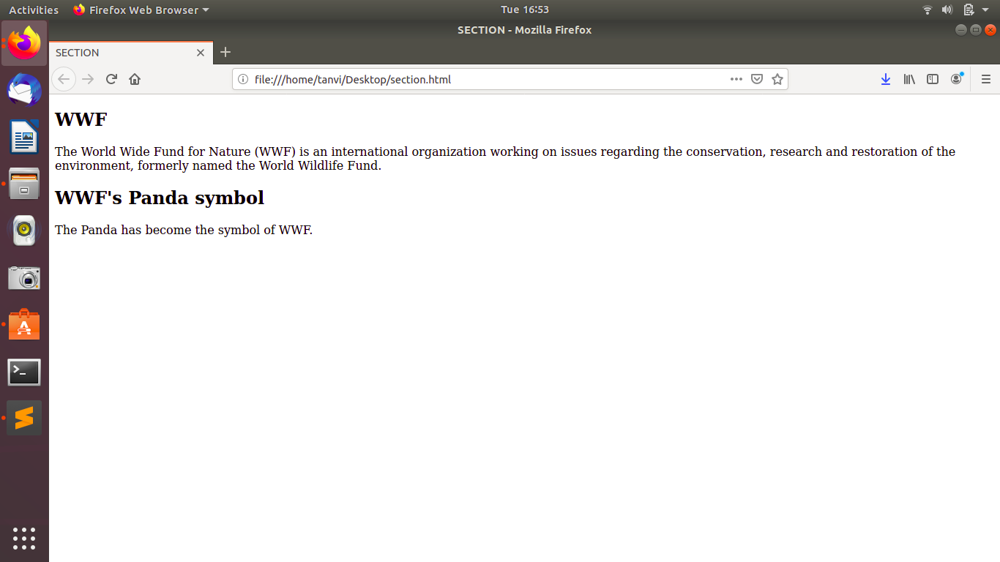 Activities
Firefox Web Browser
Tue 16:53
SECTION - Mozilla Firefox
SECTION
file:///home/tanvi/Desktop/section.html
WWF
The World Wide Fund for Nature (WWF) is an international organization working on issues regarding the conservation, research and restoration of the
environment, formerly named the World Wildlife Fund.
WWF's Panda symbol
The Panda has become the symbol of WWF.